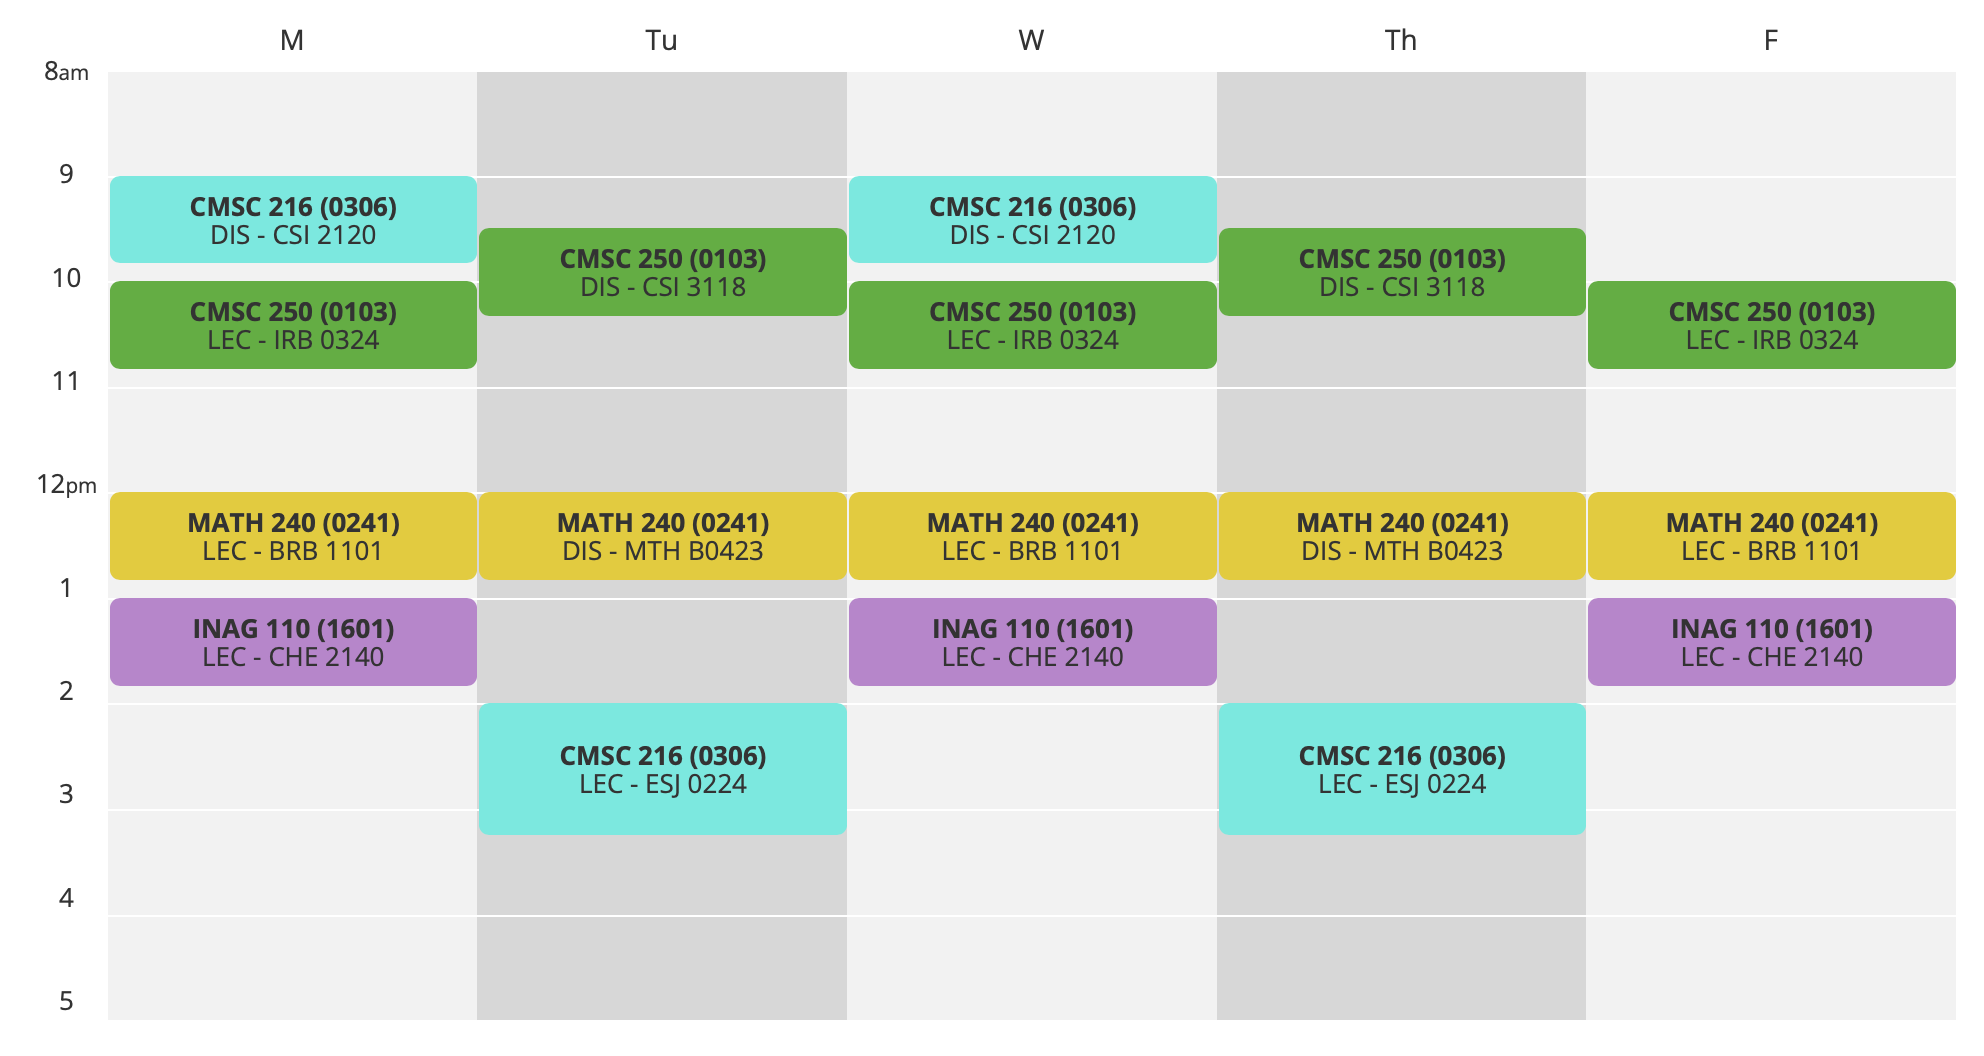 M Tu W Th F
8am
9
CMSC 216 (0306)
DIS - CSI 2120
CMSC 216 (0306)
DIS - CSI 2120
CMSC 250 (0103)
DIS - CSI 3118
CMSC 250 (0103)
DIS - CSI 3118
10
CMSC 250 (0103)
LEC - IRB 0324
CMSC 250 (0103)
LEC - IRB 0324
CMSC 250 (0103)
LEC - IRB 0324
11
12pm
MATH 240 (0241)
LEC - BRB 1101
MATH 240 (0241)
DIS - MTH B0423
MATH 240 (0241)
LEC - BRB 1101
MATH 240 (0241)
DIS - MTH B0423
MATH 240 (0241)
LEC - BRB 1101
1
INAG 110 (1601)
LEC - CHE 2140
INAG 110 (1601)
LEC - CHE 2140
INAG 110 (1601)
LEC - CHE 2140
2
CMSC 216 (0306)
LEC - ESJ 0224
CMSC 216 (0306)
LEC - ESJ 0224
3
4
5